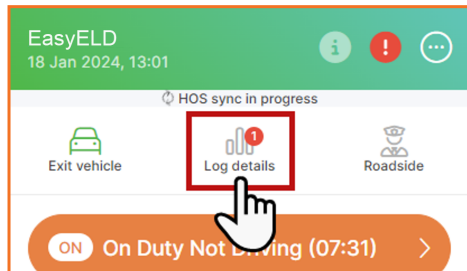 EasyELD
18 Jan 2024, 13:01
HOS sync in progress
1
Exit vehicle
Log details
Roadside
ON On Duty Not Driving (07:31)